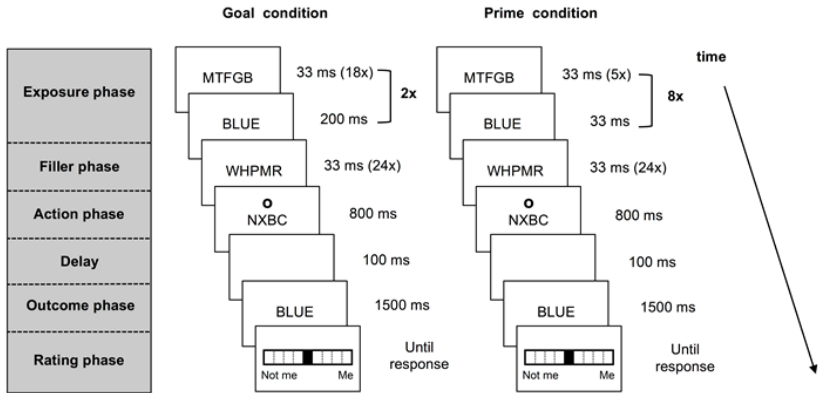 Goal condition
Prime condition
time
Exposure phase
MTFGB
33 ms (18x)
2x
BLUE
200 ms
MTFGB
33 ms (5x)
8x
BLUE
33 ms
Filler phase
WHPMR
33 ms (24x)
WHPMR
33 ms (24x)
Action phase
o
NXBC
800 ms
o
NXBC
800 ms
Delay
100 ms
100 ms
Outcome phase
BLUE
1500 ms
BLUE
1500 ms
Rating phase
Not me Me
Until
response
Not me Me
Until
response